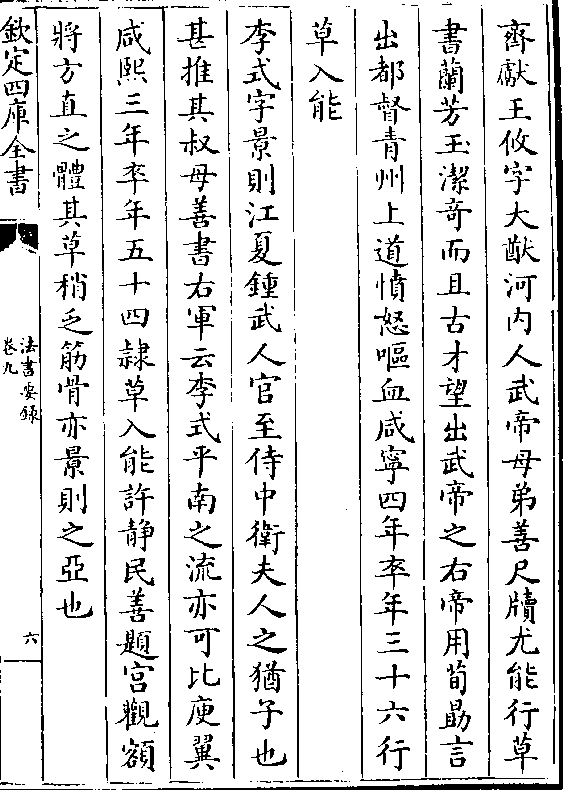 齊獻王攸字大猷河内人武帝母弟善尺牘尤能行草
書蘭芳玉潔奇而且古才望出武帝之右帝用荀勗言
出都督青州上道憤怒嘔血咸寧四年卒年三十六行
草入能
李式字景則江夏鍾武人官至侍中衛夫人之猶子也
甚推其叔母善書右軍云李式平南之流亦可比庾翼
咸熙三年卒年五十四隷草入能許静民善題宫觀額
將方直之體其草稍乏筋骨亦景則之亞也
欽定四庫全書
法書要録
卷九
六